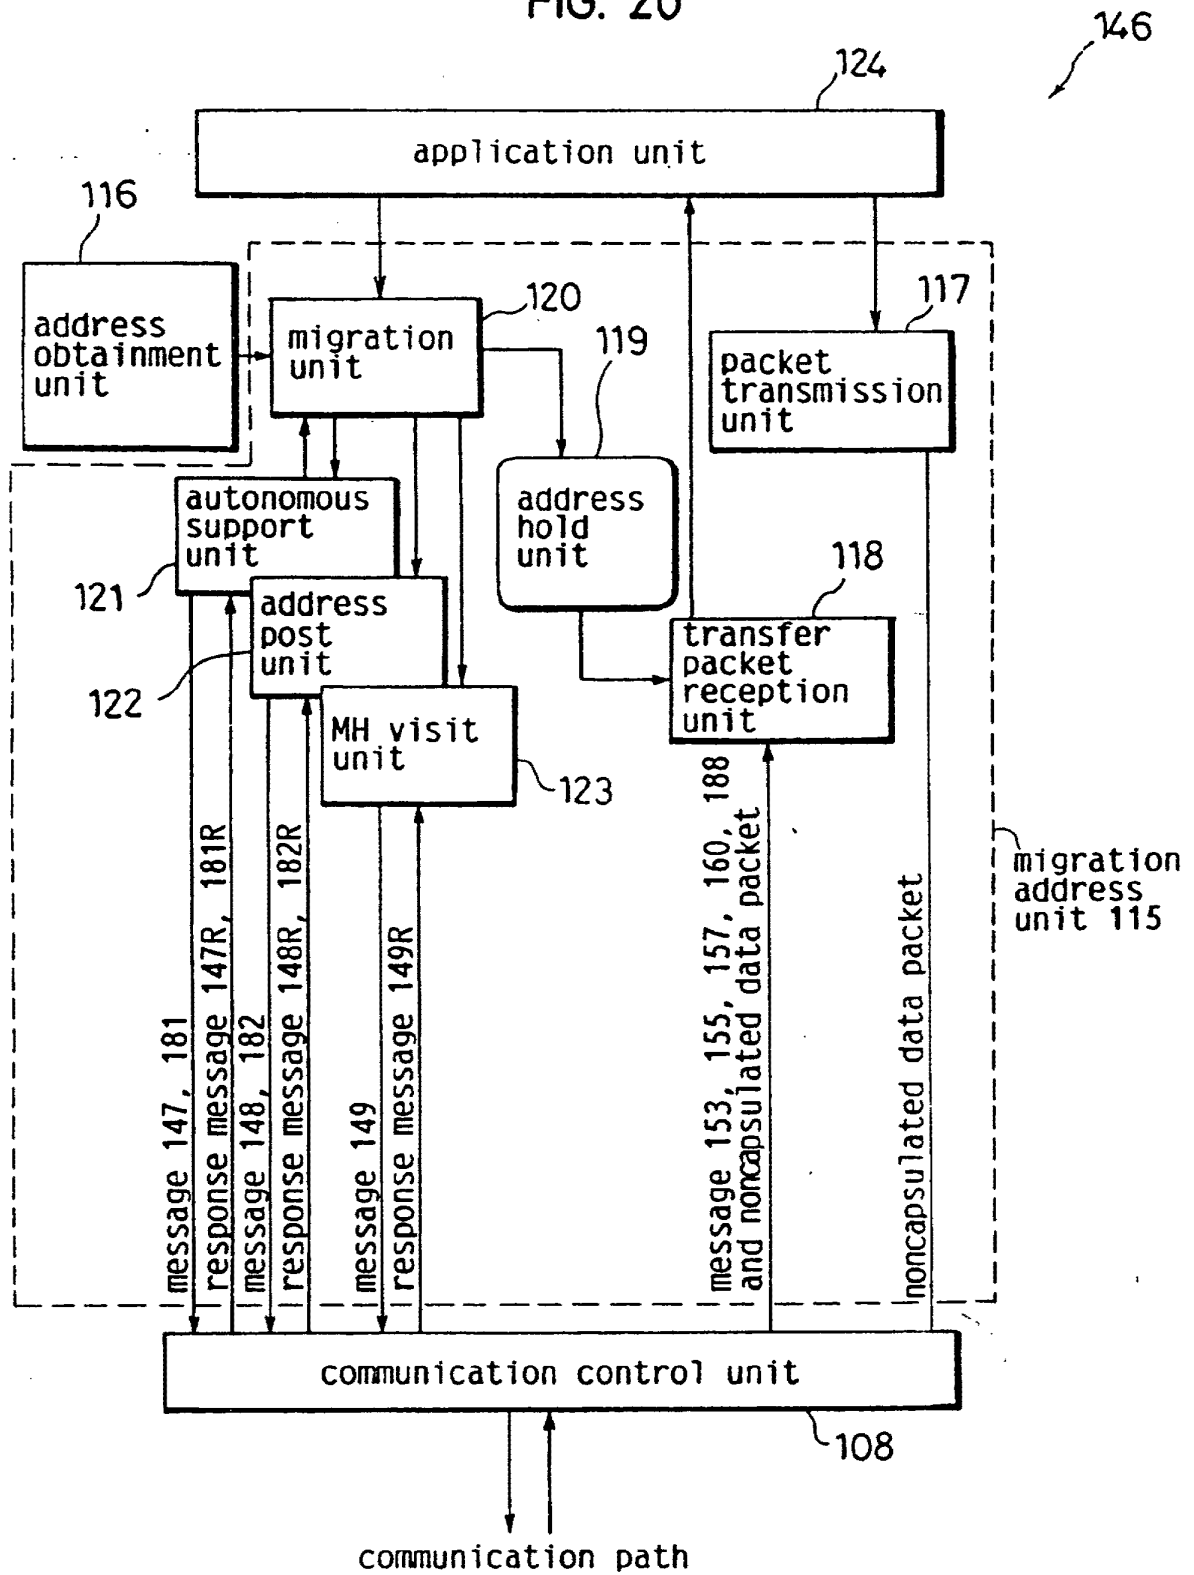 FIG. 20
146
124
application unit
116
address
obtainment
unit
120
migration
unit
119
117
packet
transmission
unit
address
hold
unit
autonomous
support
unit
121
118
address
post
unit
122
transfer
packet
reception
unit
MH visit
unit
123
migration
address
unit 115
message 147, 181
response message 147R, 181R
message 148, 182
response message 148R, 182R
message 149
response message 149R
message 153, 155, 157, 160, 188
and noncapsulated data packet
noncapsulated data packet
communication control unit
108
communication path